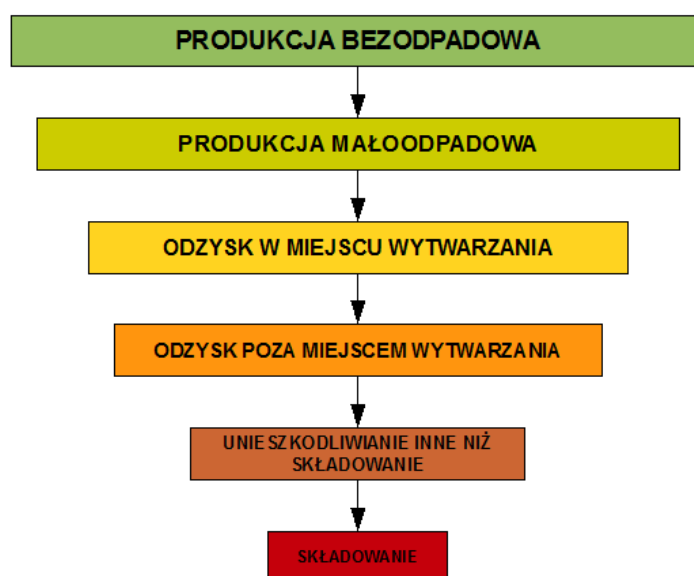 PRODUKCJA BEZODPADOWA
PRODUKCJA MAŁOODPADOWA
ODZYSK W MIEJSCU WYTWARZANIA
ODZYSK POZA MIEJSCEM WYTWARZANIA
UNIESZKODLIWIANIE INNE NIŻ
SKŁADOWANIE
SKŁADOWANIE